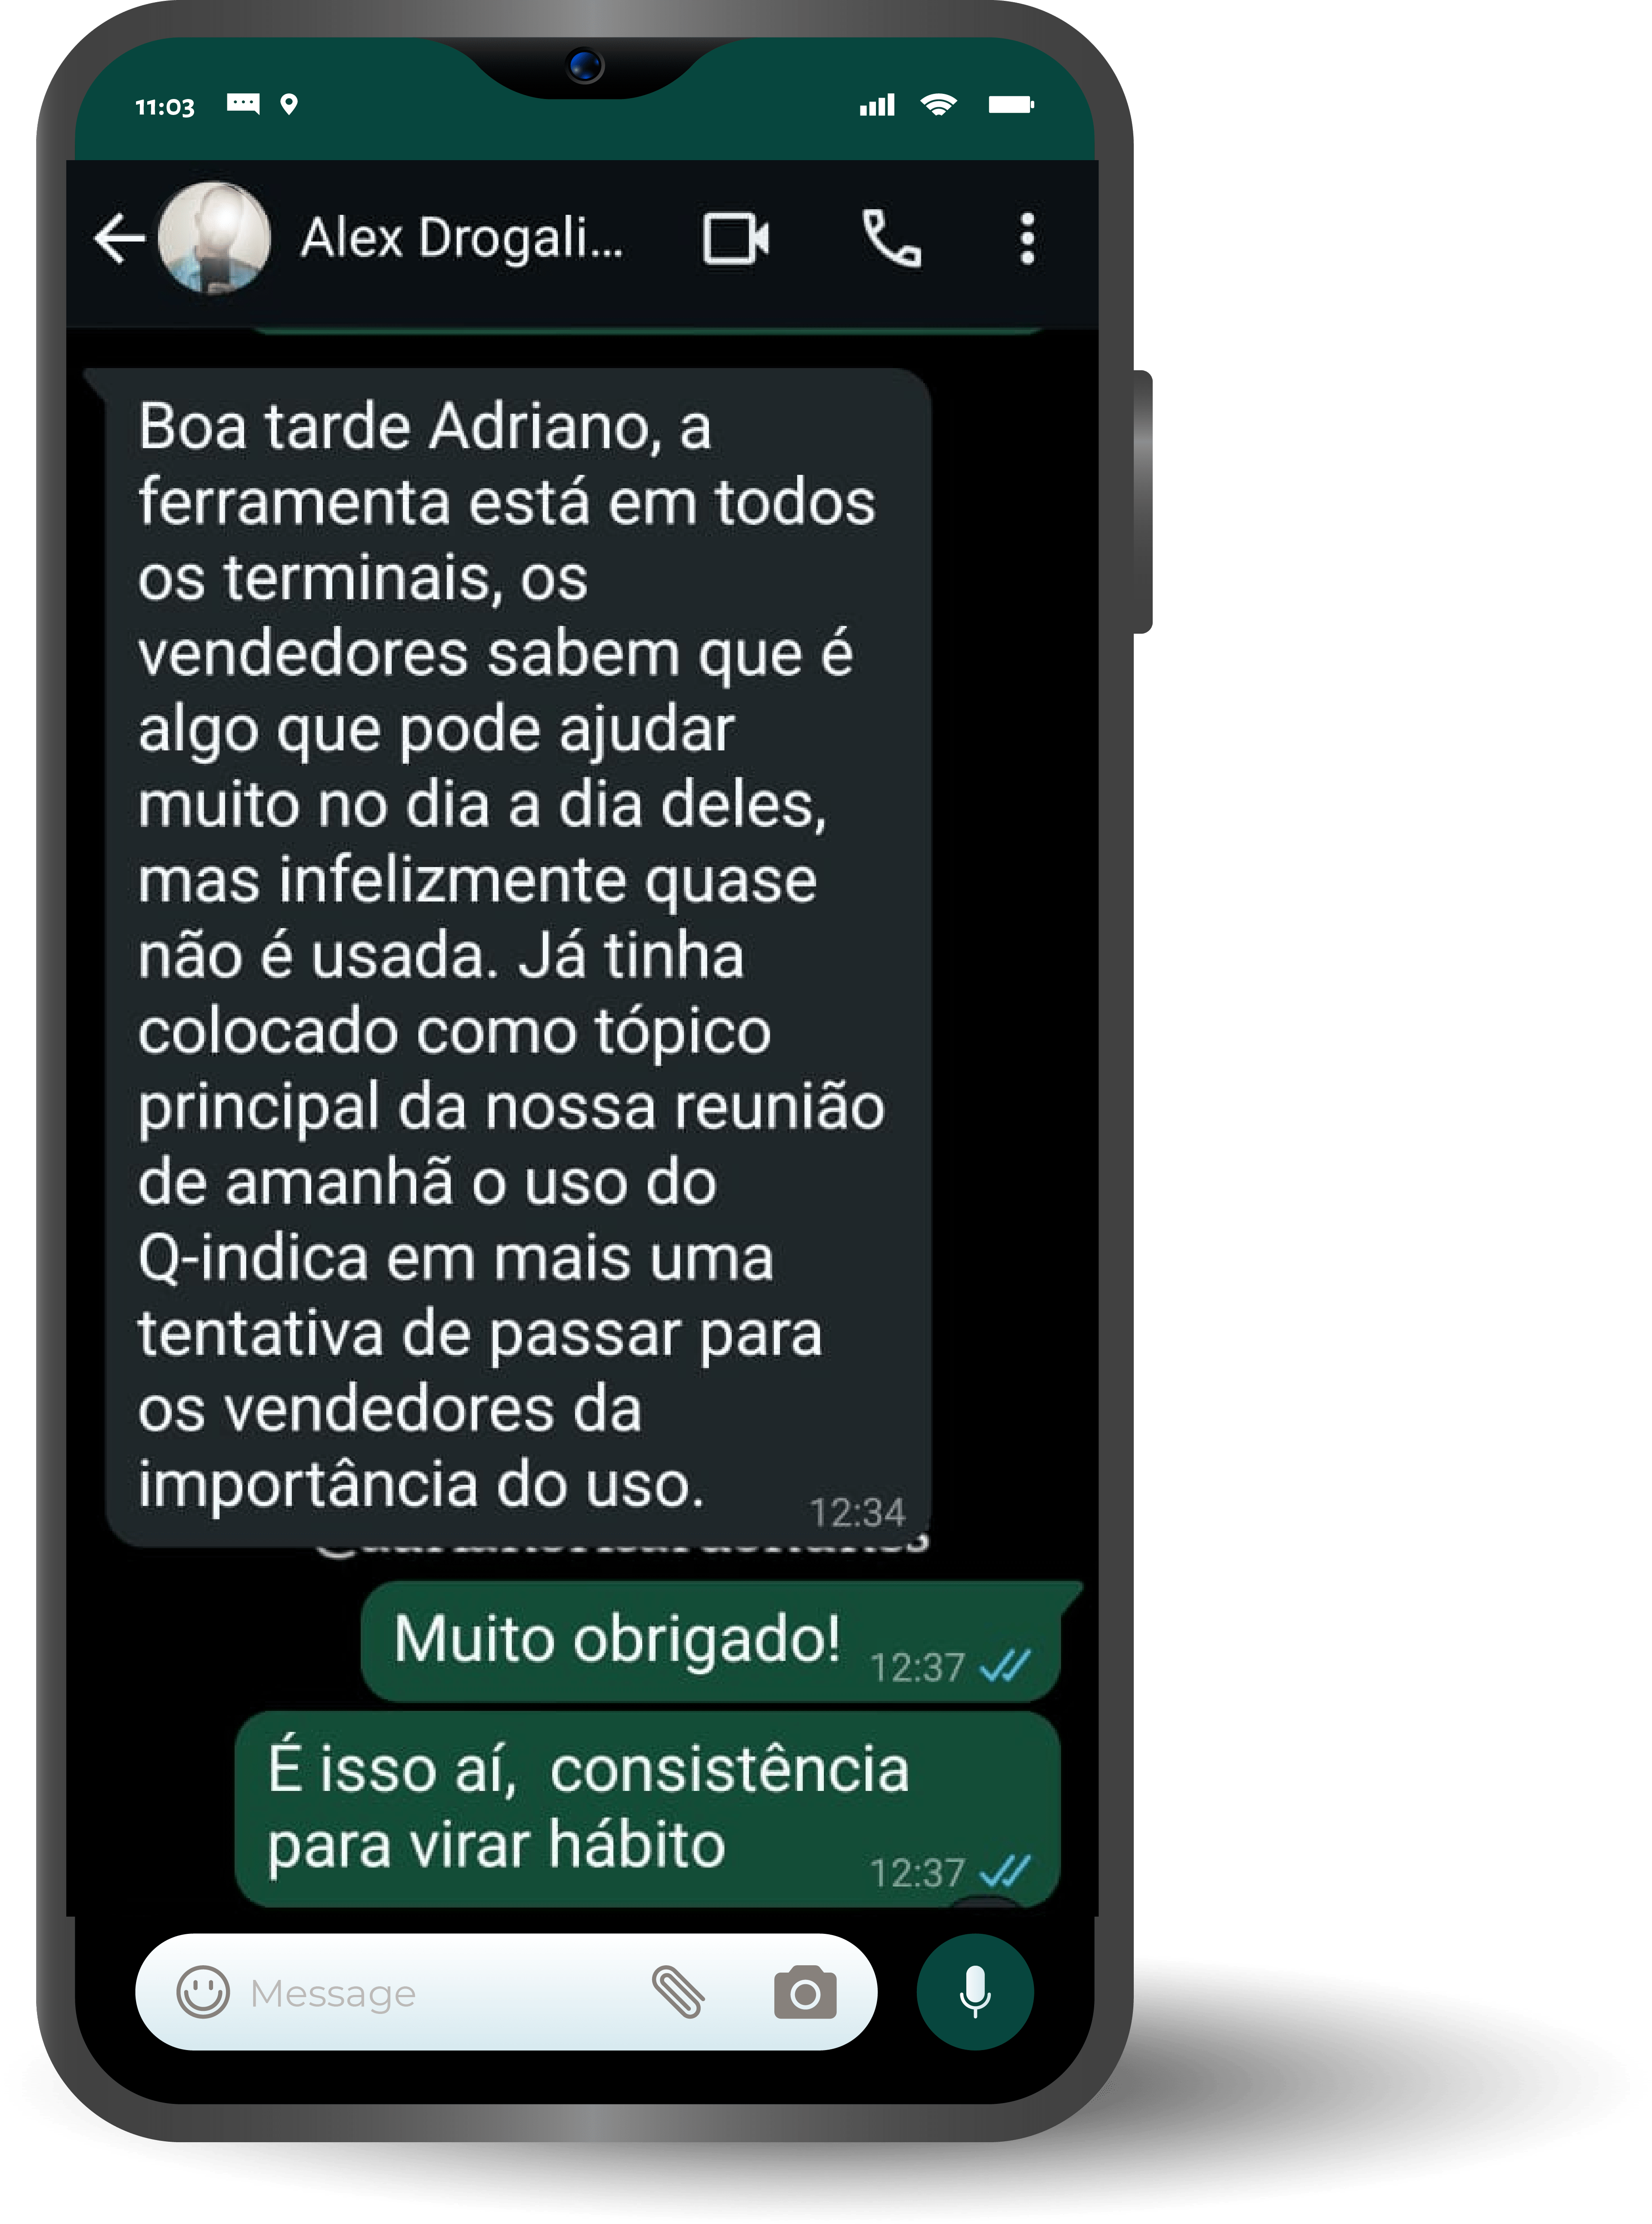 11:03
Alex Drogali...
Boa tarde Adriano, a
ferramenta está em todos
os terminais, os
vendedores sabem que é
algo que pode ajudar
muito no dia a dia deles,
mas infelizmente quase
não é usada. Já tinha
colocado como tópico
principal da nossa reunião
de amanhã o uso do
Q-indica em mais uma
tentativa de passar para
os vendedores da
importância do uso.
12:34
Muito obrigado!
12:37
É isso aí,  consistência
para virar hábito
12:37
Message